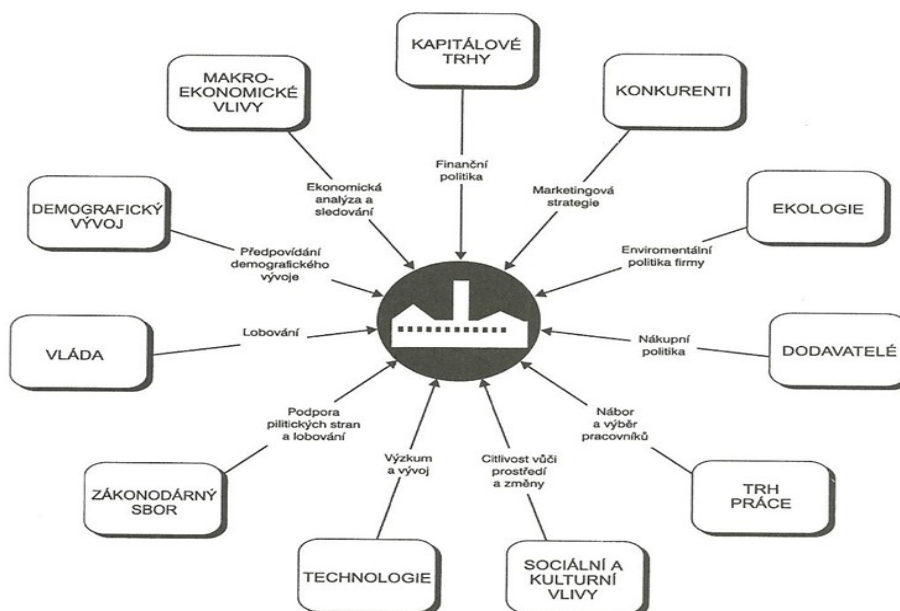 KAPITÁLOVÉ
TRHY
MAKRO-
EKONOMICKÉ
VLIVY
KONKURENTI
Finanční
politika
Ekonomická
analýza a
sledování
Marketingová
strategie
DEMOGRAFICKÝ
VÝVOJ
EKOLOGIE
Předpovídání
demografického
vývoje
Enviromentální
politika firmy
VLÁDA
Lobování
Nákupní
politika
DODAVATELÉ
Podpora
pilitických stran
a lobování
Nábor
a výběr
pracovníků
Výzkum
a vývoj
Citlivost vůči
prostředí
a změny
ZÁKONODÁRNÝ
SBOR
TRH
PRÁCE
TECHNOLOGIE
SOCIÁLNÍ A
KULTURNÍ
VLIVY